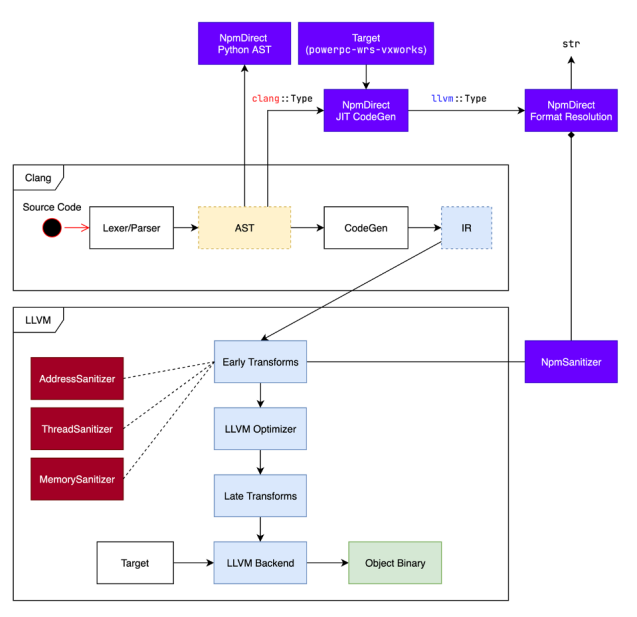 NpmDirect
Python AST
Target
(powerpc-wrs-vxworks)
str
clang::Type
NpmDirect
JIT CodeGen
llvm::Type
NpmDirect
Format Resolution
Clang
Source Code
Lexer/Parser
AST
CodeGen
IR
LLVM
Early Transforms
NpmSanitizer
AddressSanitizer
ThreadSanitizer
LLVM Optimizer
MemorySanitizer
Late Transforms
Target
LLVM Backend
Object Binary